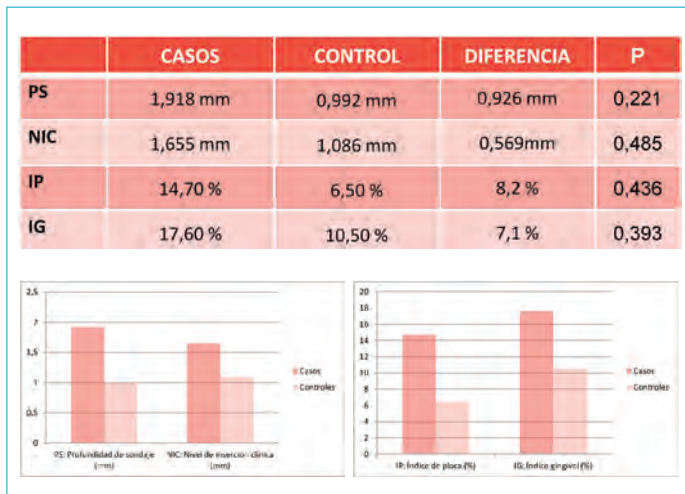 CASOS CONTROL DIFERENCIA P
PS 1,918 mm 0,992 mm 0,926 mm 0,221
NIC 1,655 mm 1,086 mm 0,569mm 0,485
IP 14,70 % 6,50 % 8,2 % 0,436
IG 17,60 % 10,50 % 7,1 % 0,393
2,5
2
1,5
1
0,5
0
PS: Profundidad de sondaje
(mm)
NIC: Nivel de inserción clínica
(mm)
Casos
Controles
20
18
16
14
12
10
8
6
4
2
0
IP: Índice de placa (%)
IG: Índice gingival (%)
Casos
Controles